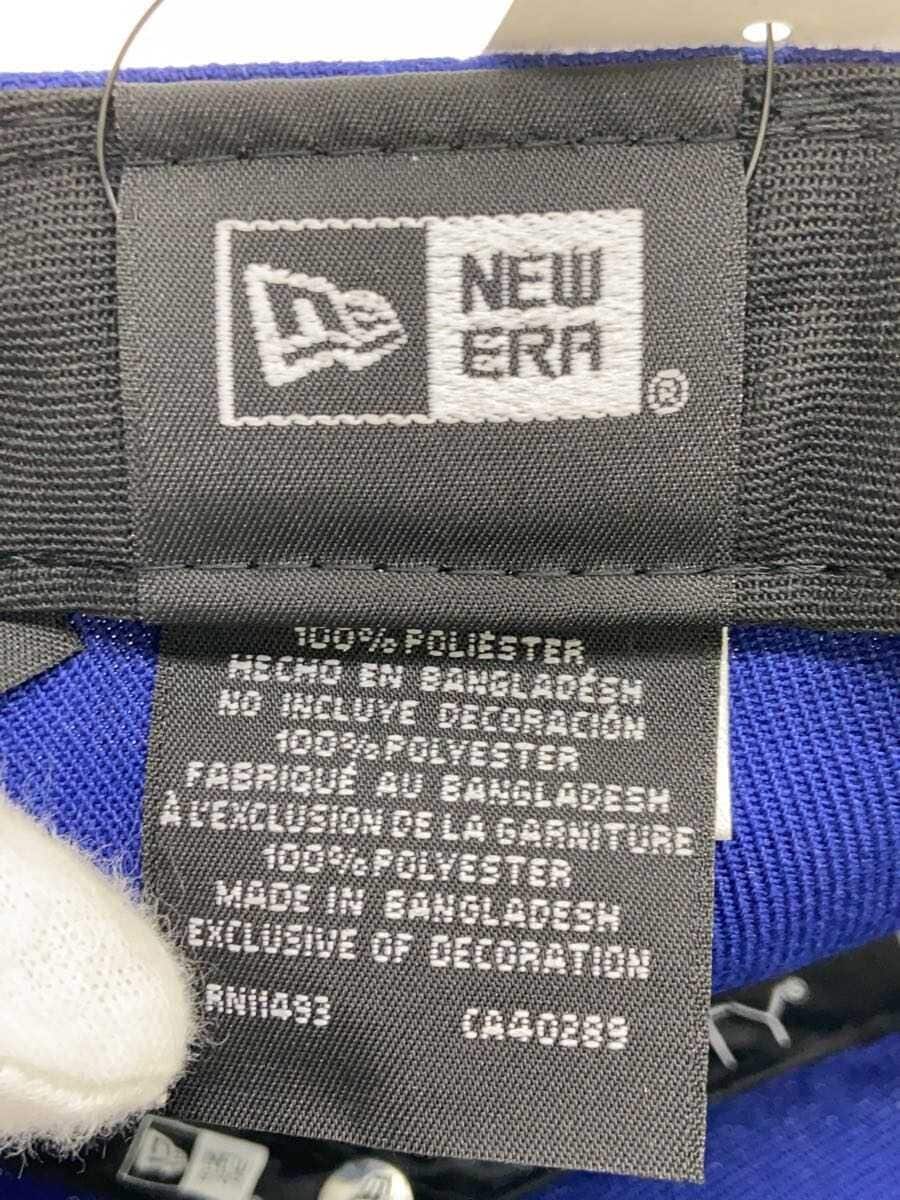 NEW
ERA
®
100% POLIÉSTER
HECHO EN BANGLADÉSH
NO INCLUYE DECORACIÓN
100% POLYESTER
FABRIQUÉ AU BANGLADESH
À L'EXCLUSION DE LA GARNITURE
100% POLYESTER
MADE IN BANGLADESH
EXCLUSIVE OF DECORATION
RN11493 CA40289